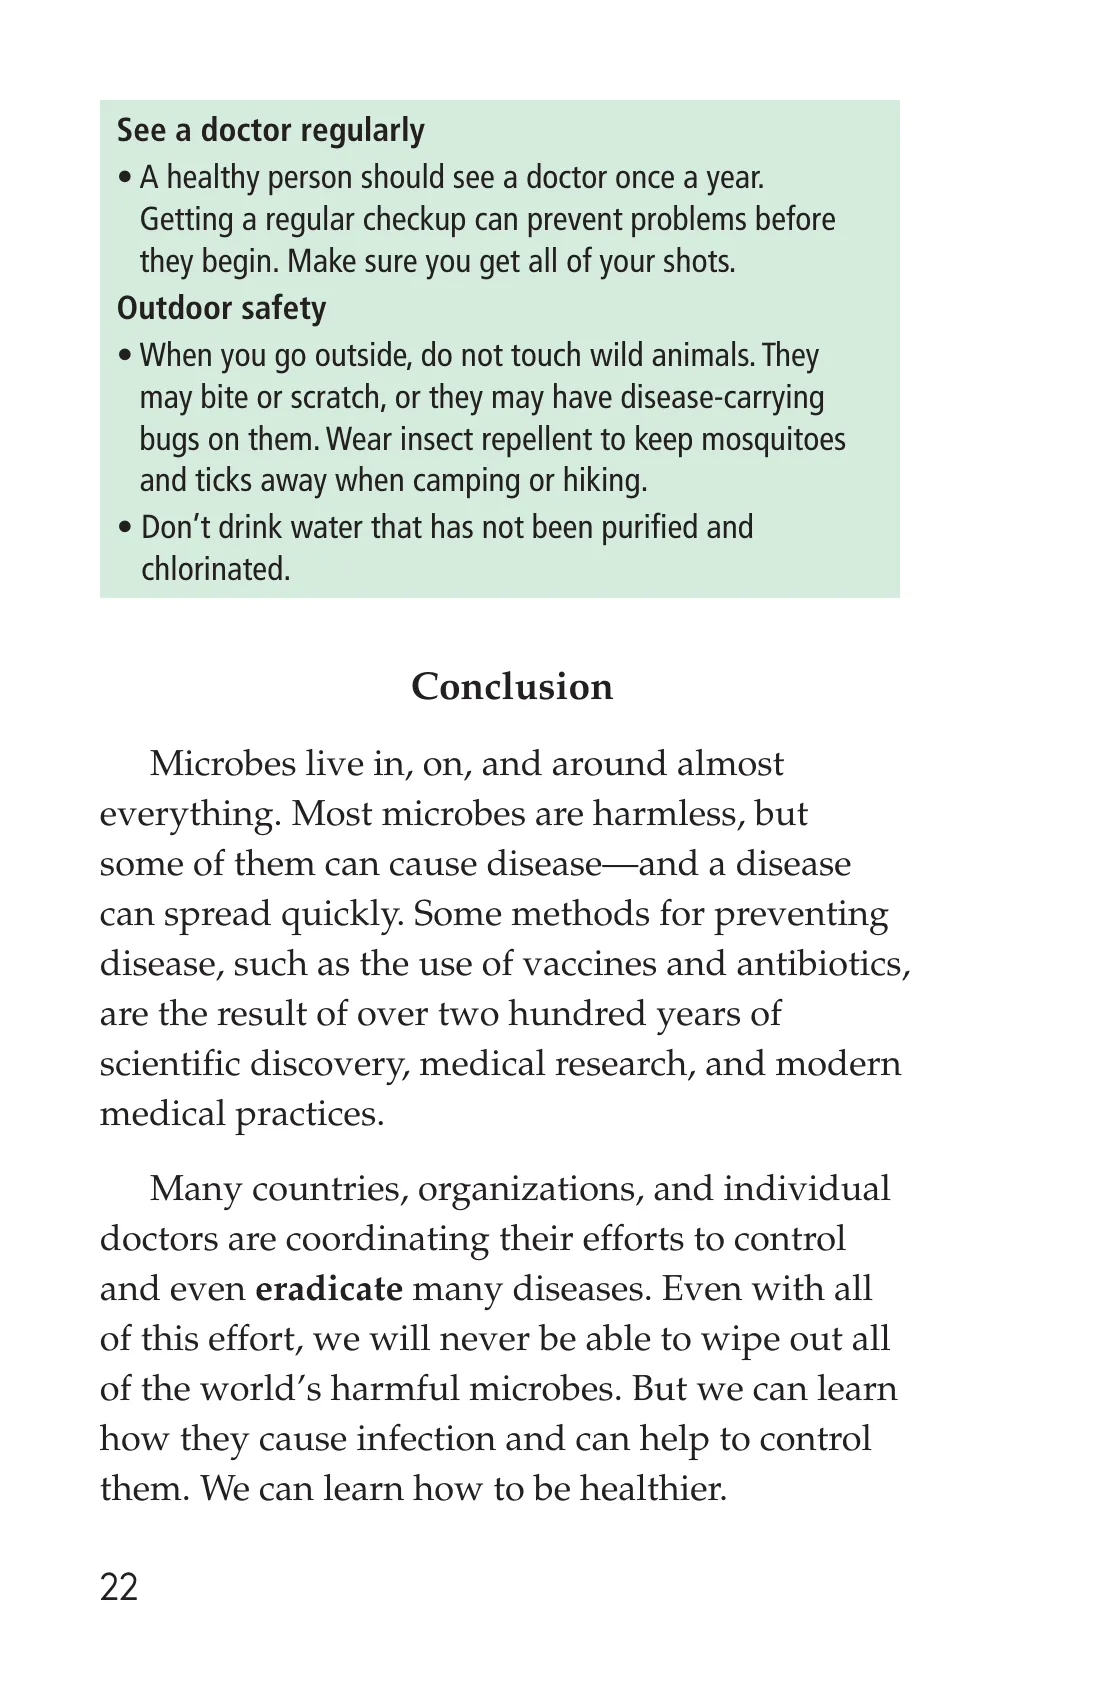 See a doctor regularly
• A healthy person should see a doctor once a year.
Getting a regular checkup can prevent problems before
they begin. Make sure you get all of your shots.
Outdoor safety
• When you go outside, do not touch wild animals. They
may bite or scratch, or they may have disease-carrying
bugs on them. Wear insect repellent to keep mosquitoes
and ticks away when camping or hiking.
• Don’t drink water that has not been purified and
chlorinated.
Conclusion
Microbes live in, on, and around almost
everything. Most microbes are harmless, but
some of them can cause disease—and a disease
can spread quickly. Some methods for preventing
disease, such as the use of vaccines and antibiotics,
are the result of over two hundred years of
scientific discovery, medical research, and modern
medical practices.
Many countries, organizations, and individual
doctors are coordinating their efforts to control
and even eradicate many diseases. Even with all
of this effort, we will never be able to wipe out all
of the world’s harmful microbes. But we can learn
how they cause infection and can help to control
them. We can learn how to be healthier.
22